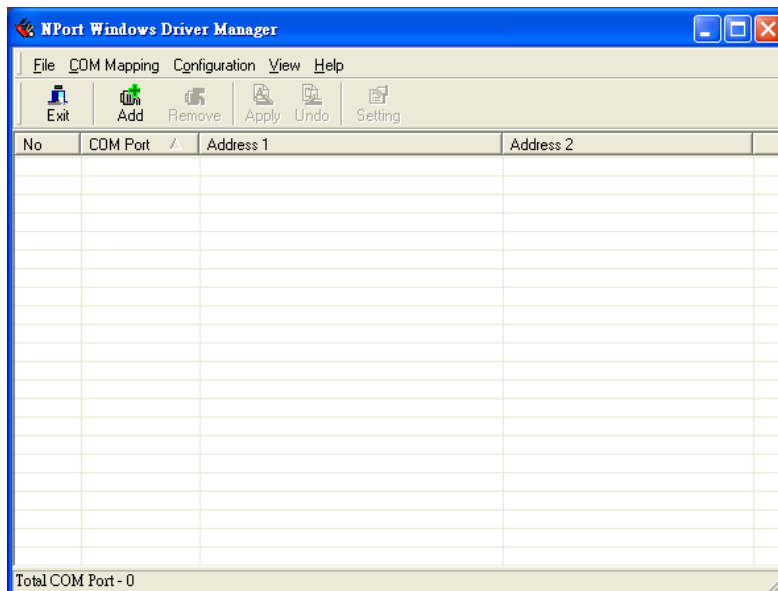 NPort Windows Driver Manager
File COM Mapping Configuration View Help
Exit Add Remove Apply Undo Setting
No COM Port Address 1 Address 2
Total COM Port - 0